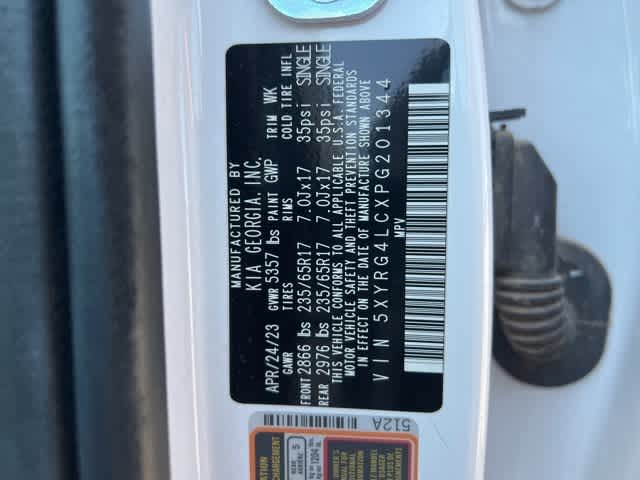 MANUFACTURED BY
KIA GEORGIA, INC.
APR/24/23 GVWR 5357 lbs PAINT GWP TRIM WK
GAWR TIRES RIMS COLD TIRE INFL
FRONT 2866 lbs 235/65R17 7.0Jx17 35psi SINGLE
REAR 2976 lbs 235/65R17 7.0Jx17 35psi SINGLE
THIS VEHICLE CONFORMS TO ALL APPLICABLE U.S.A. FEDERAL
MOTOR VEHICLE SAFETY AND THEFT PREVENTION STANDARDS
IN EFFECT ON THE DATE OF MANUFACTURE SHOWN ABOVE
VIN 5XYRG4LCXPG201344
MPV
512A